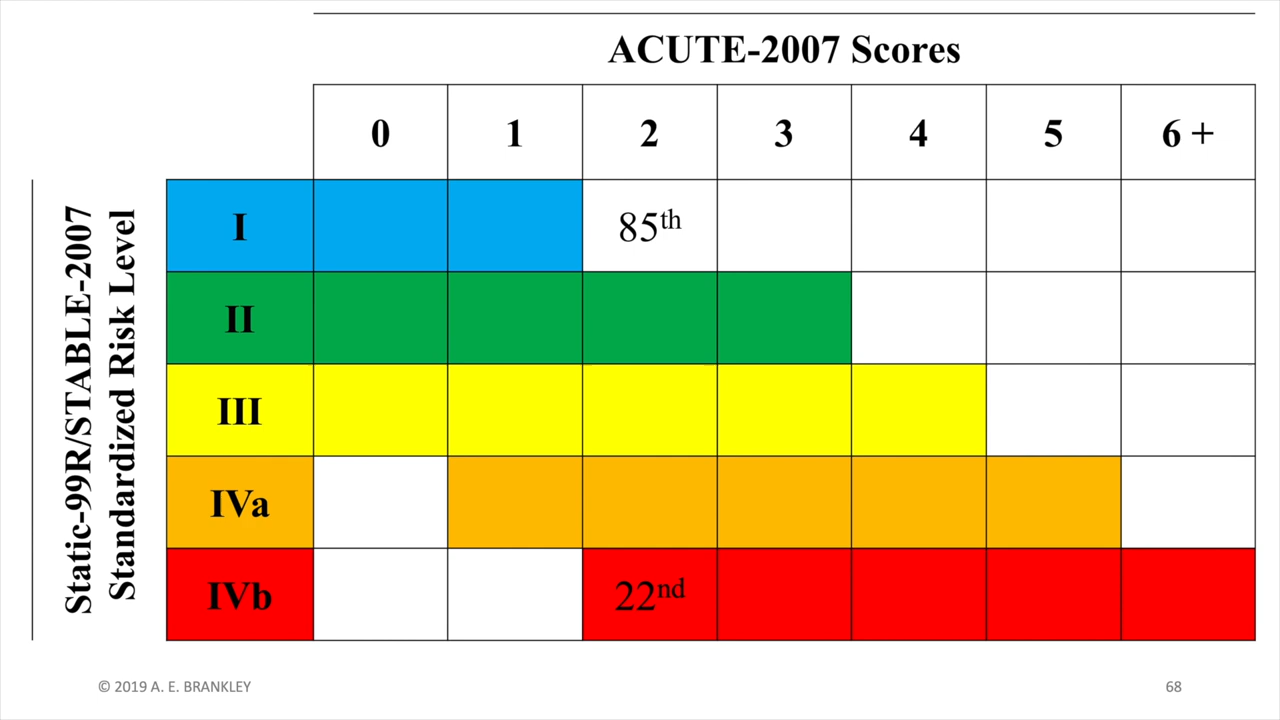 ACUTE-2007 Scores
0 1 2 3 4 5 6 +
Static-99R/STABLE-2007
Standardized Risk Level
I 85th
II
III
IVa
IVb 22nd
© 2019 A. E. BRANKLEY
68